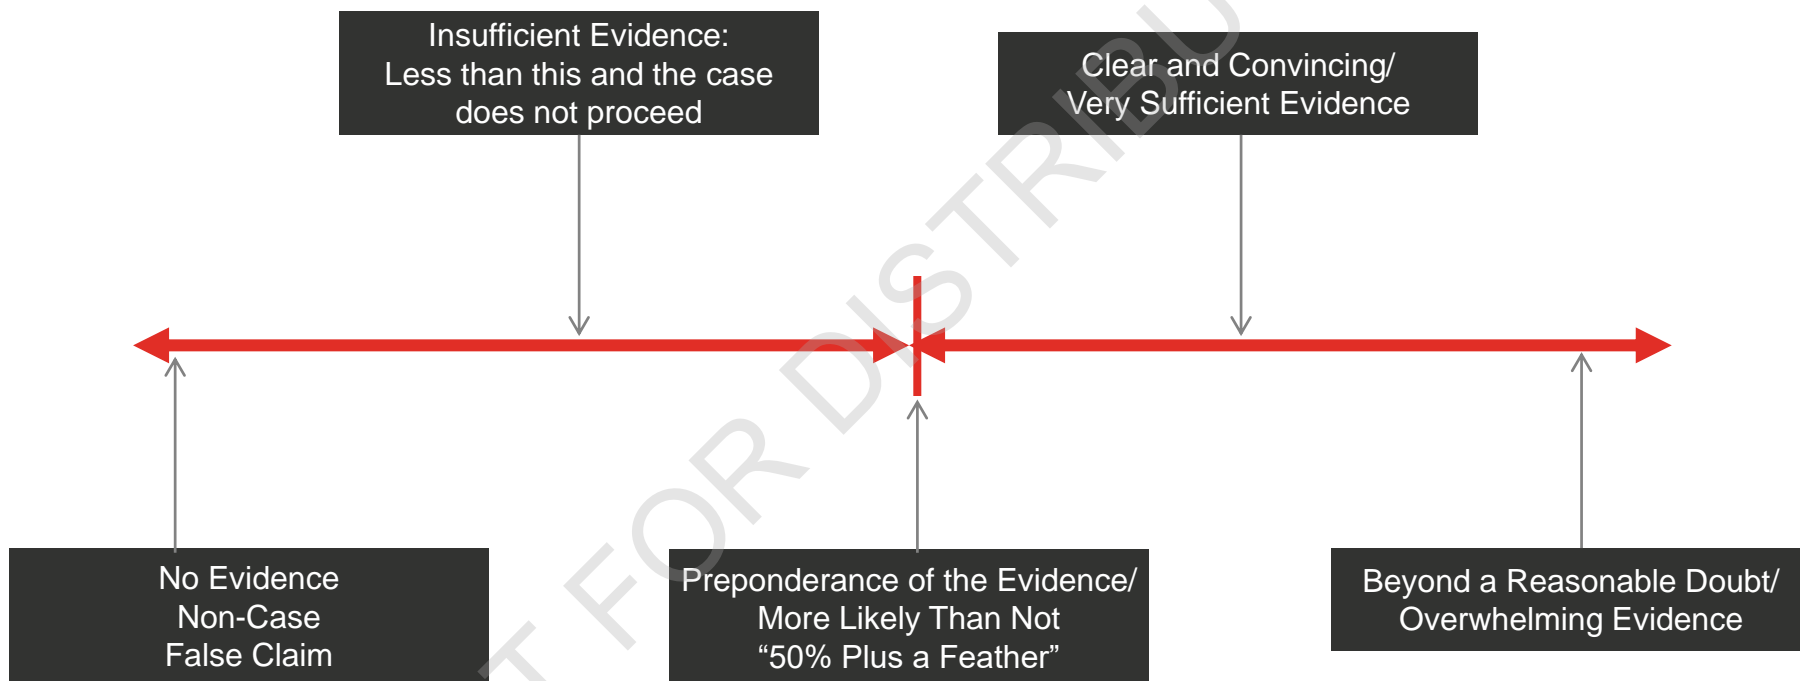 Insufficient Evidence:
Less than this and the case
does not proceed
Clear and Convincing/
Very Sufficient Evidence
No Evidence
Non-Case
False Claim
Preponderance of the Evidence/
More Likely Than Not
“50% Plus a Feather”
Beyond a Reasonable Doubt/
Overwhelming Evidence
T FOR DISTRIBU